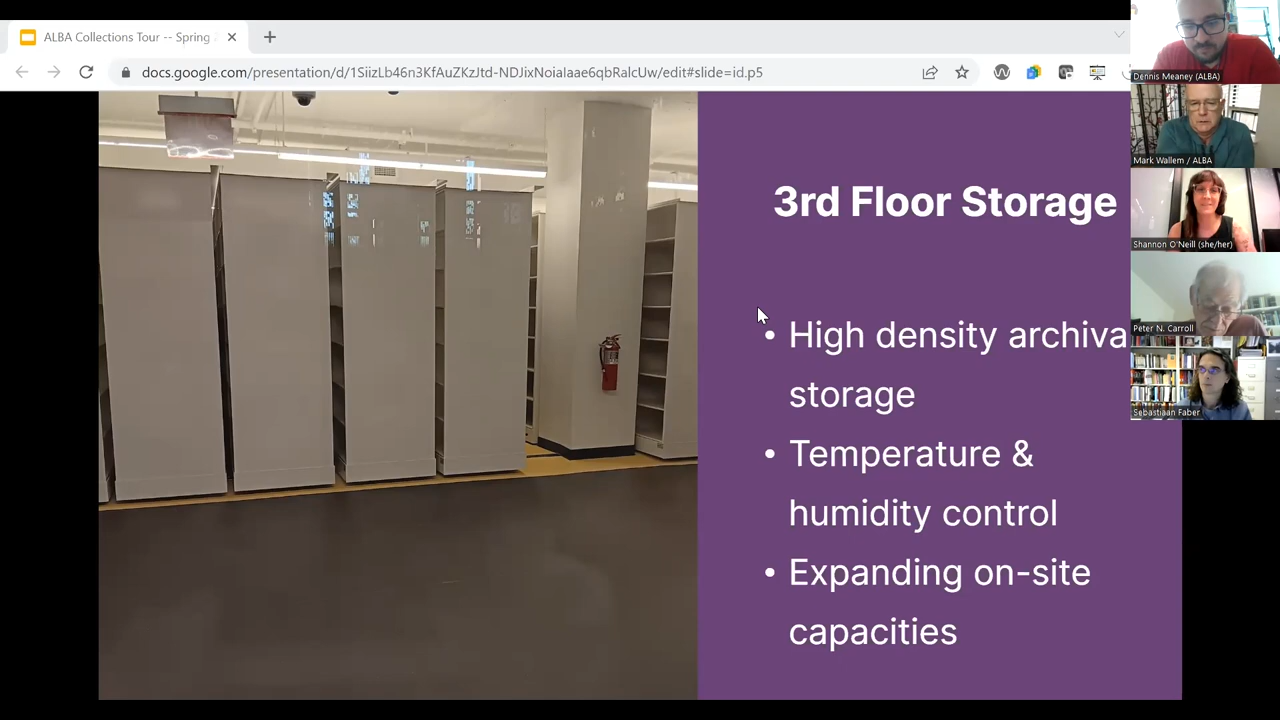 ALBA Collections Tour -- Spring
docs.google.com/presentation/d/1SiizLb46n3KfAuZKzJtd-NDJixNoialaae6qbRalcUw/edit#slide=id.p5
3rd Floor Storage
• High density archiva
storage
• Temperature &
humidity control
• Expanding on-site
capacities
Dennis Meaney (ALBA)
Mark Wallem / ALBA
Shannon O'Neill (she/her)
Peter N. Carroll
Sebastiaan Faber